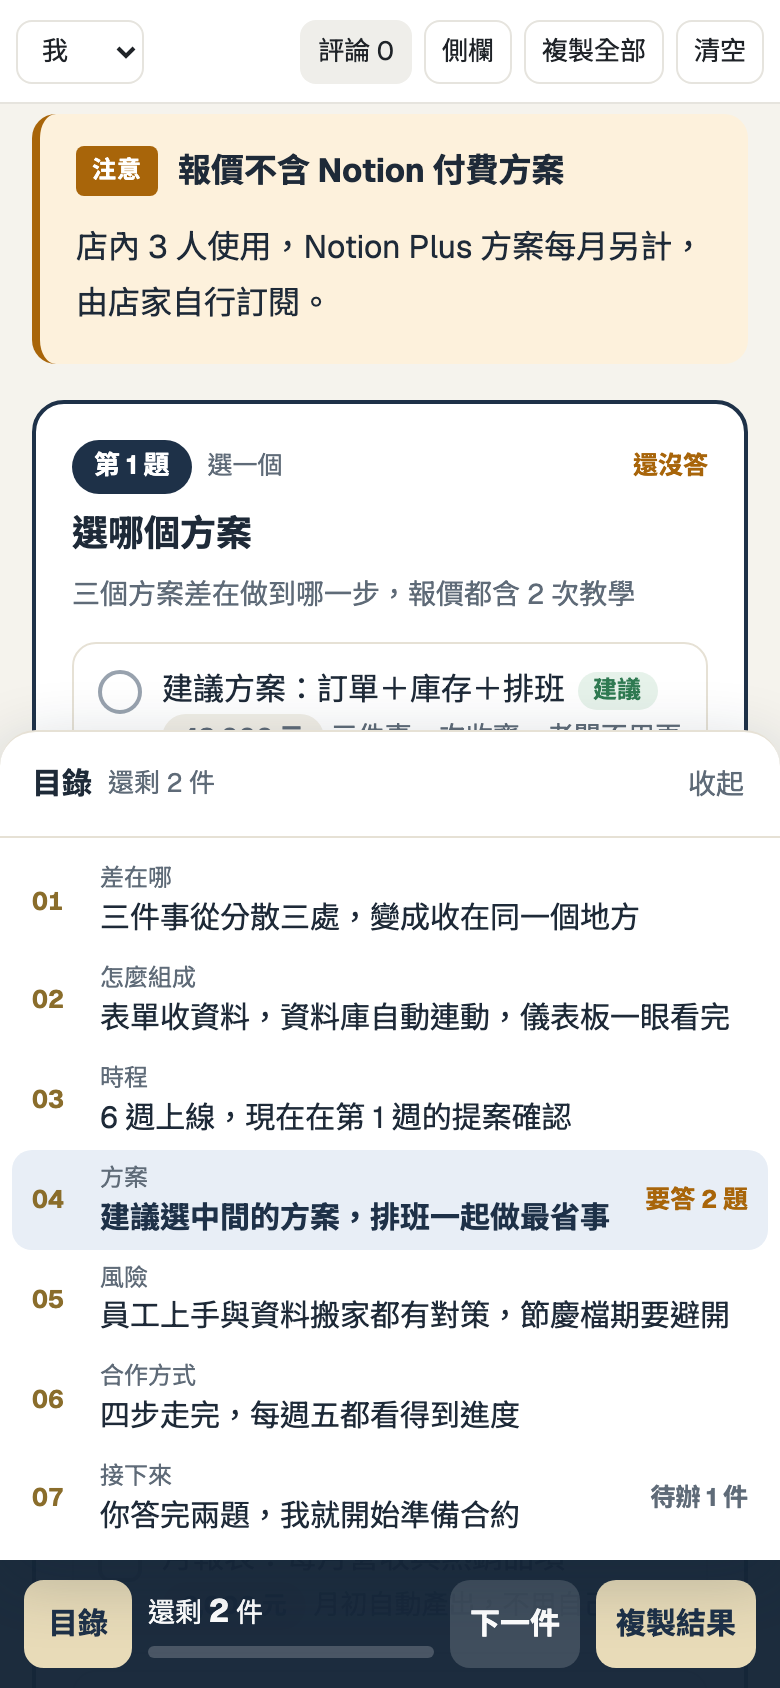 我
評論 0
側欄
複製全部
清空
注意
報價不含 Notion 付費方案
店內 3 人使用，Notion Plus 方案每月另計，
由店家自行訂閱。
第 1 題
選一個
還沒答
選哪個方案
三個方案差在做到哪一步，報價都含 2 次教學
建議方案：訂單＋庫存＋排班
建議
目錄
還剩 2 件
收起
差在哪
01
三件事從分散三處，變成收在同一個地方
怎麼組成
02
表單收資料，資料庫自動連動，儀表板一眼看完
時程
03
6 週上線，現在在第 1 週的提案確認
方案
04
建議選中間的方案，排班一起做最省事
要答 2 題
風險
05
員工上手與資料搬家都有對策，節慶檔期要避開
合作方式
06
四步走完，每週五都看得到進度
接下來
07
你答完兩題，我就開始準備合約
待辦 1 件
目錄
還剩 2 件
下一件
複製結果